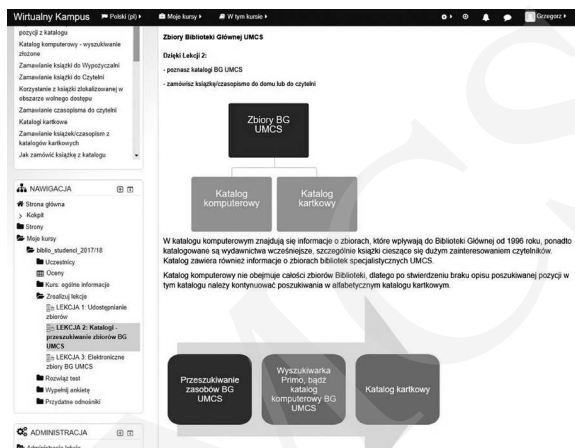 Wirtualny Kampus Polski (pl) Moje kursy W tym kursie Grzegorz
pozycji z katalogu
Katalog komputerowy - wyszukiwanie
złożone
Zamawianie książki do Wypożyczalni
Zamawianie książki do Czytelni
Korzystanie z książki zlokalizowanej w
obszarze wolnego dostępu
Zamawianie czasopisma do czytelni
Katalogi kartkowe
Zamawianie książek/czasopism z
katalogów kartkowych
Jak zamówić książkę z katalogu
NAWIGACJA
Strona główna
Kokpit
Strony
Moje kursy
biblio_studenci_2017/18
Uczestnicy
Oceny
Kurs: ogólne informacje
Zrealizuj lekcje
LEKCJA 1: Udostępnianie
zbiorów
LEKCJA 2: Katalogi -
przeszukiwanie zbiorów BG
UMCS
LEKCJA 3: Elektroniczne
zbiory BG UMCS
Rozwiąż test
Wypełnij ankietę
Przydatne odnośniki
ADMINISTRACJA
Administracja lekcją
Zbiory Biblioteki Głównej UMCS
Dzięki Lekcji 2:
- poznasz katalogi BG UMCS
- zamówisz książkę/czasopismo do domu lub do czytelni
Zbiory BG
UMCS
Katalog
komputerowy
Katalog
kartkowy
W katalogu komputerowym znajdują się informacje o zbiorach, które wpływają do Biblioteki Głównej od 1996 roku, ponadto
katalogowane są wydawnictwa wcześniejsze, szczególnie książki cieszące się dużym zainteresowaniem czytelników.
Katalog zawiera również informacje o zbiorach bibliotek specjalistycznych UMCS.
Katalog komputerowy nie obejmuje całości zbiorów Biblioteki, dlatego po stwierdzeniu braku opisu poszukiwanej pozycji w
tym katalogu należy kontynuować poszukiwania w alfabetycznym katalogu kartkowym.
Przeszukiwanie
zasobów BG
UMCS
Wyszukiwarka
Primo, bądź
katalog
komputerowy BG
UMCS
Katalog kartkowy